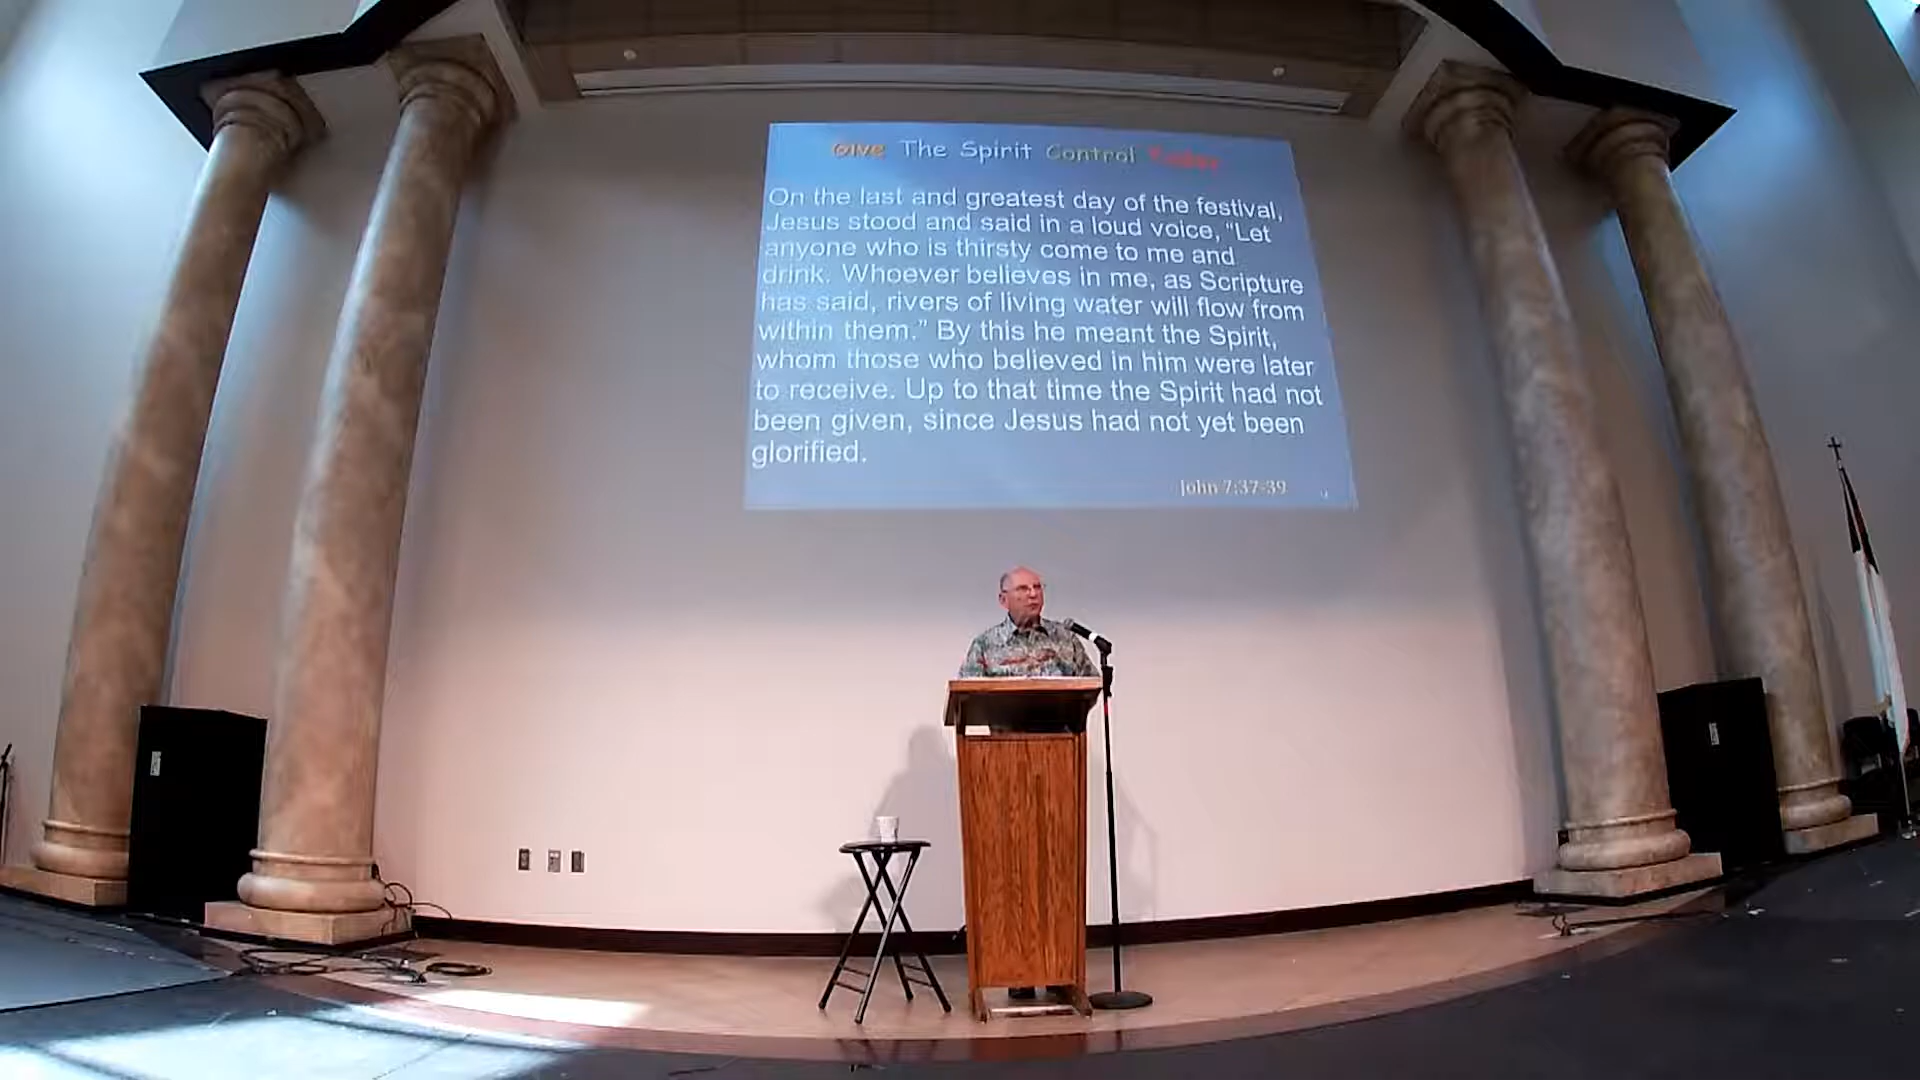 Give The Spirit Control Today
On the last and greatest day of the festival,
Jesus stood and said in a loud voice, “Let
anyone who is thirsty come to me and
drink. Whoever believes in me, as Scripture
has said, rivers of living water will flow from
within them.” By this he meant the Spirit,
whom those who believed in him were later
to receive. Up to that time the Spirit had not
been given, since Jesus had not yet been
glorified.
John 7:37-39